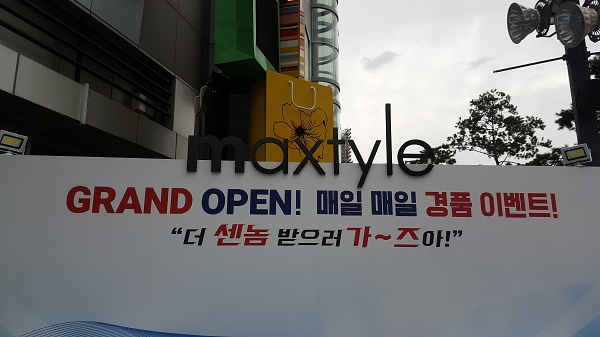 maxtyle
GRAND OPEN! 매일 매일 경품 이벤트!
“더 센놈 받으러 가~즈아!”